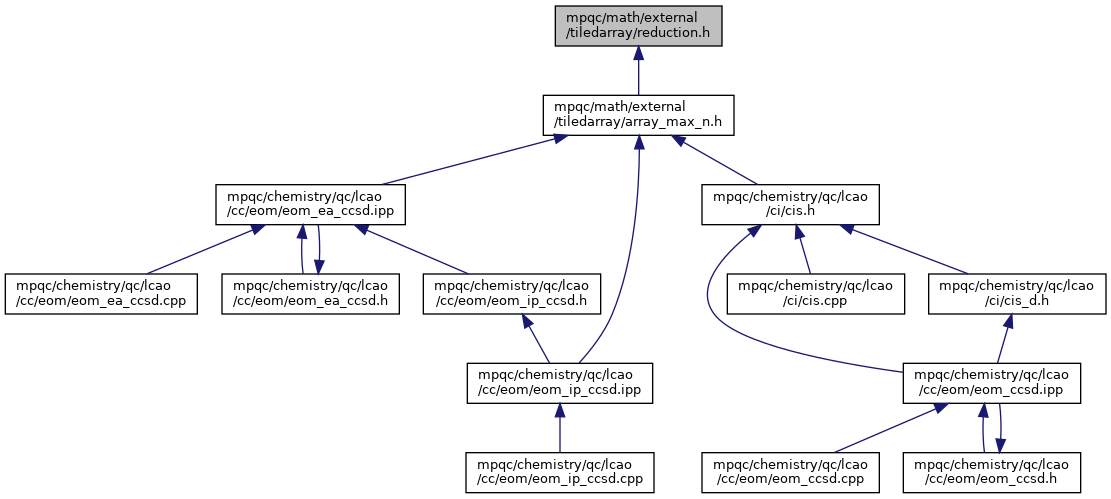 mpqc/math/external
/tiledarray/reduction.h
mpqc/math/external
/tiledarray/array_max_n.h
mpqc/chemistry/qc/lcao
/cc/eom/eom_ea_ccsd.ipp
mpqc/chemistry/qc/lcao
/ci/cis.h
mpqc/chemistry/qc/lcao
/cc/eom/eom_ea_ccsd.cpp
mpqc/chemistry/qc/lcao
/cc/eom/eom_ea_ccsd.h
mpqc/chemistry/qc/lcao
/cc/eom/eom_ip_ccsd.h
mpqc/chemistry/qc/lcao
/ci/cis.cpp
mpqc/chemistry/qc/lcao
/ci/cis_d.h
mpqc/chemistry/qc/lcao
/cc/eom/eom_ip_ccsd.ipp
mpqc/chemistry/qc/lcao
/cc/eom/eom_ccsd.ipp
mpqc/chemistry/qc/lcao
/cc/eom/eom_ip_ccsd.cpp
mpqc/chemistry/qc/lcao
/cc/eom/eom_ccsd.cpp
mpqc/chemistry/qc/lcao
/cc/eom/eom_ccsd.h